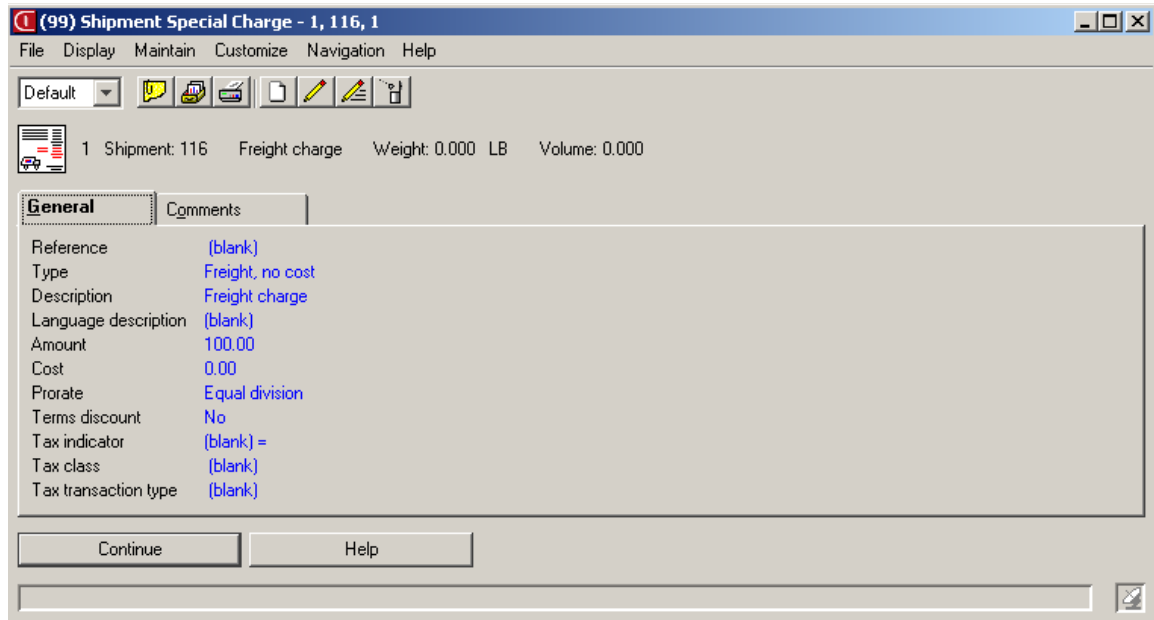 (99) Shipment Special Charge - 1, 116, 1
File Display Maintain Customize Navigation Help
Default
1 Shipment: 116 Freight charge Weight: 0.000 LB Volume: 0.000
General Comments
Reference (blank)
Type Freight, no cost
Description Freight charge
Language description (blank)
Amount 100.00
Cost 0.00
Prorate Equal division
Terms discount No
Tax indicator (blank) =
Tax class (blank)
Tax transaction type (blank)
Continue Help